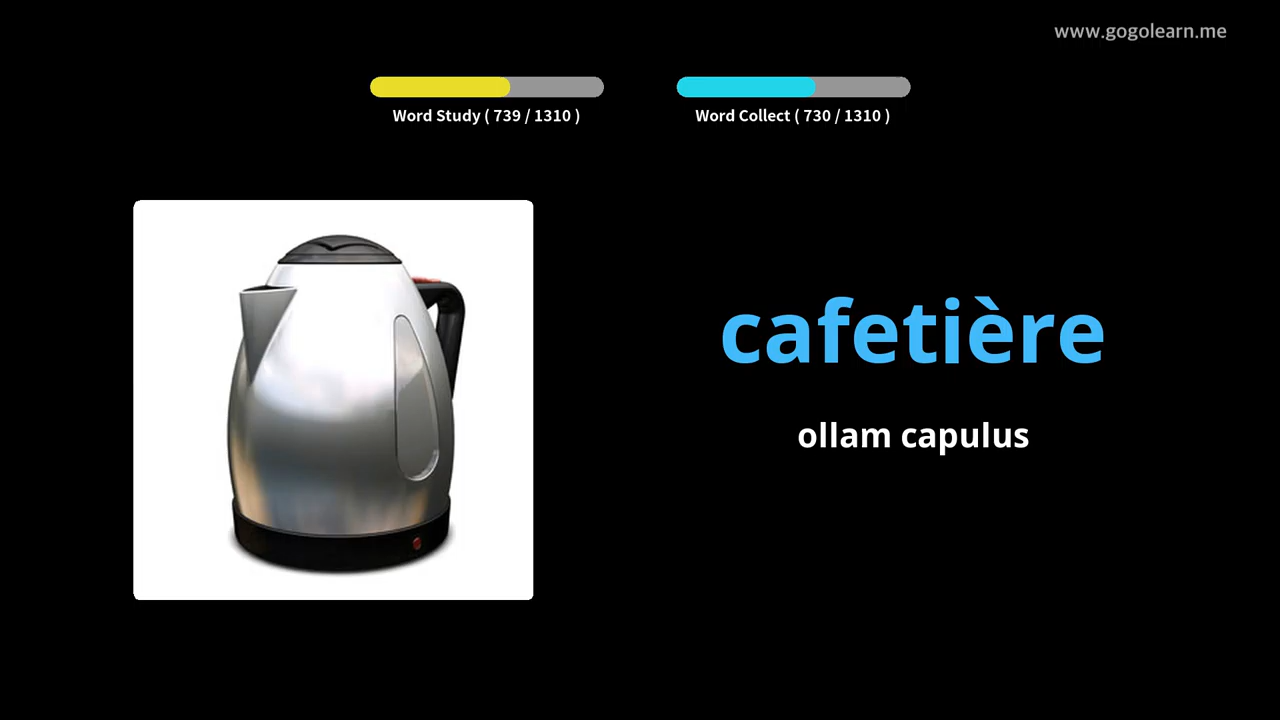 www.gogolearn.me
Word Study ( 739 / 1310 )
Word Collect ( 730 / 1310 )
cafetière
ollam capulus